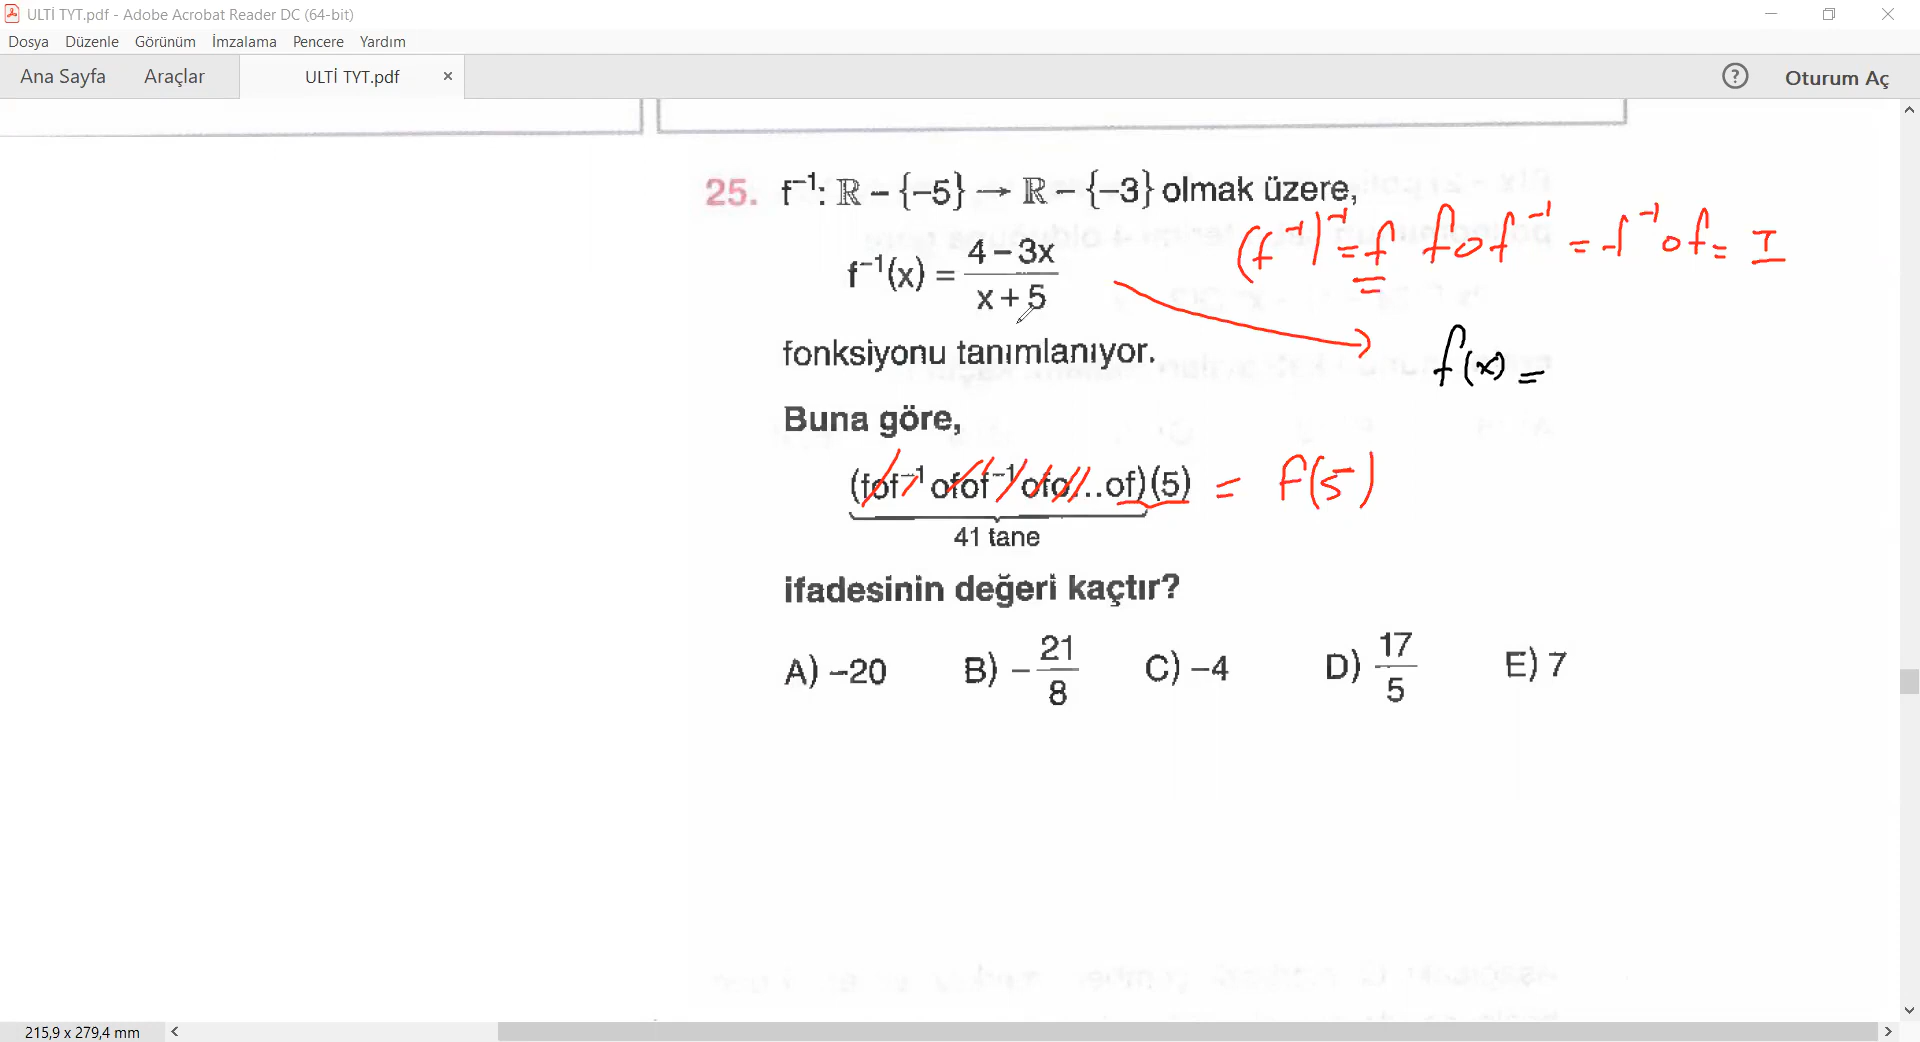 ULTİ TYT.pdf - Adobe Acrobat Reader DC (64-bit)
Dosya Düzenle Görünüm İmzalama Pencere Yardım
Ana Sayfa Araçlar ULTİ TYT.pdf × ? Oturum Aç
25. f⁻¹: ℝ – {–5} → ℝ – {–3} olmak üzere,
(f⁻¹)⁻¹ = f fof⁻¹ = f⁻¹of = I
f⁻¹(x) = (4 – 3x)/(x + 5)
fonksiyonu tanımlanıyor.
f(x) =
Buna göre,
(fof⁻¹ofof⁻¹ofo...of)(5) = f(5)
41 tane
ifadesinin değeri kaçtır?
A) –20 B) –21/8 C) –4 D) 17/5 E) 7
215,9 x 279,4 mm